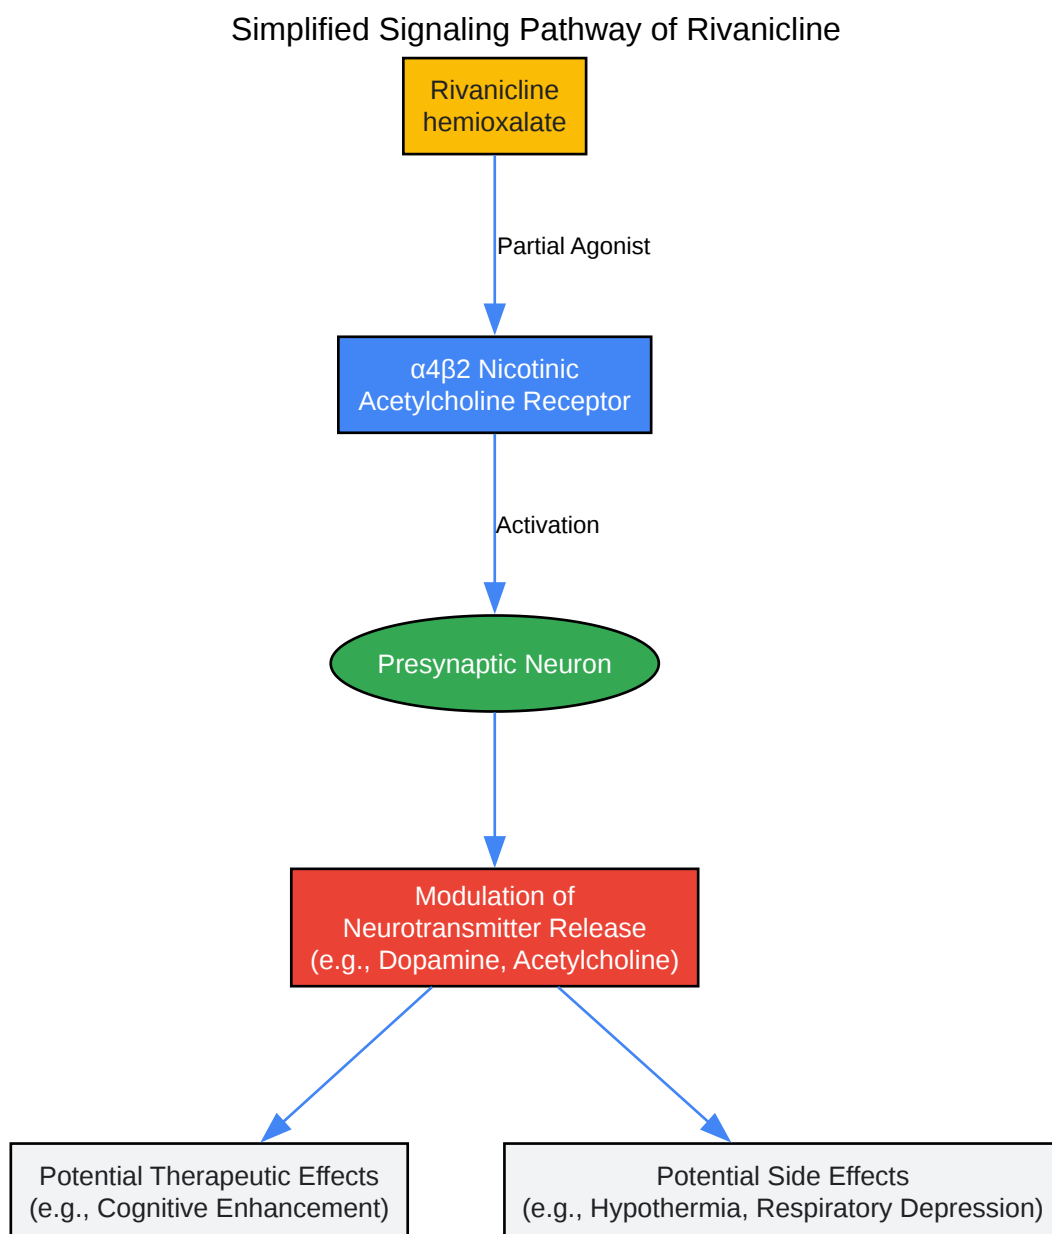 Simplified Signaling Pathway of Rivanicline
Rivanicline
hemioxalate
Partial Agonist
α4β2 Nicotinic
Acetylcholine Receptor
Activation
Presynaptic Neuron
Modulation of
Neurotransmitter Release
(e.g., Dopamine, Acetylcholine)
Potential Therapeutic Effects
(e.g., Cognitive Enhancement)
Potential Side Effects
(e.g., Hypothermia, Respiratory Depression)